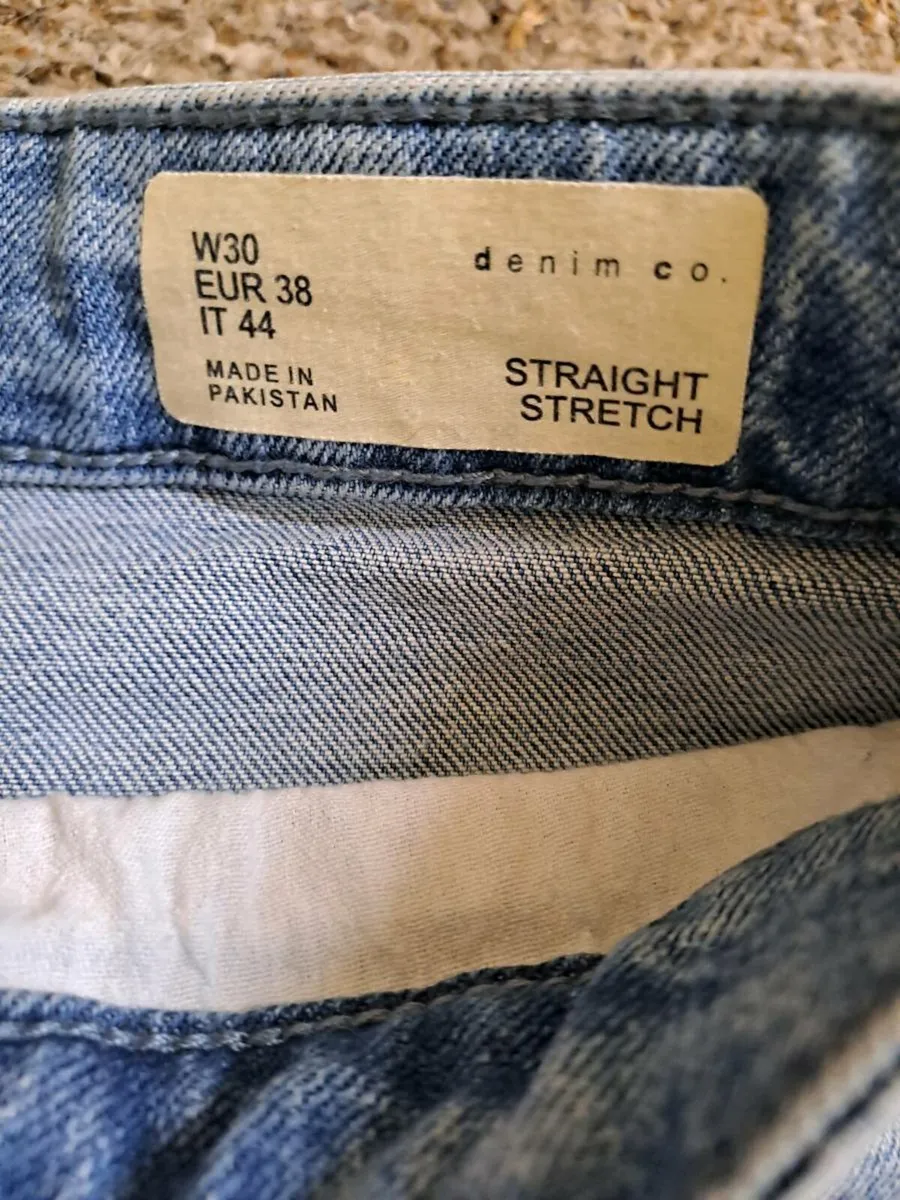 W30
EUR 38
IT 44
MADE IN
PAKISTAN
denim co.
STRAIGHT
STRETCH